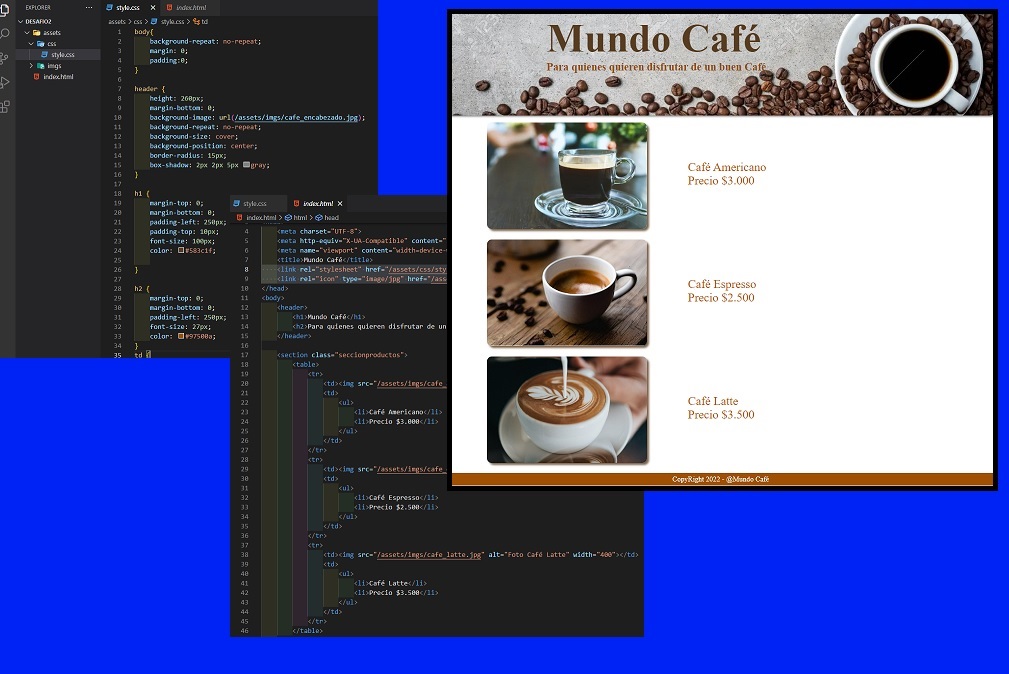 EXPLORER ...
DESAFIO2
assets
css
style.css
imgs
index.html
style.css × index.html
assets > css > style.css > td
1 body{
2 background-repeat: no-repeat;
3 margin: 0;
4 padding:0;
5 }
6
7 header {
8 height: 260px;
9 margin-bottom: 0;
10 background-image: url(/assets/imgs/cafe_encabezado.jpg);
11 background-repeat: no-repeat;
12 background-size: cover;
13 background-position: center;
14 border-radius: 15px;
15 box-shadow: 2px 2px 5px gray;
16 }
17
18 h1 {
19 margin-top: 0;
20 margin-bottom: 0;
21 padding-left: 250px;
22 padding-top: 10px;
23 font-size: 100px;
24 color: #583c1f;
25
26 }
27
28 h2 {
29 margin-top: 0;
30 margin-bottom: 0;
31 padding-left: 250px;
32 font-size: 27px;
33 color: #97500a;
34 }
35 td {
style.css index.html ×
index.html > html > head
4 <meta charset="UTF-8">
5 <meta http-equiv="X-UA-Compatible" content="
6 <meta name="viewport" content="width=device-
7 <title>Mundo Café</title>
8 <link rel="stylesheet" href="/assets/css/sty
9 <link rel="icon" type="image/jpg" href="/ass
10 </head>
11 <body>
12 <header>
13 <h1>Mundo Café</h1>
14 <h2>Para quienes quieren disfrutar de un
15 </header>
16
17 <section class="seccionproductos">
18 <table>
19 <tr>
20 <td><img src="/assets/imgs/cafe_
21 <td>
22 <ul>
23 <li>Café Americano</li>
24 <li>Precio $3.000</li>
25 </ul>
26 </td>
27 </tr>
28 <tr>
29 <td><img src="/assets/imgs/cafe_
30 <td>
31 <ul>
32 <li>Café Espresso</li>
33 <li>Precio $2.500</li>
34 </ul>
35 </td>
36 </tr>
37 <tr>
38 <td><img src="/assets/imgs/cafe_latte.jpg" alt="Foto Café Latte" width="400"></td>
39 <td>
40 <ul>
41 <li>Café Latte</li>
42 <li>Precio $3.500</li>
43 </ul>
44 </td>
45 </tr>
46 </table>
Mundo Café
Para quienes quieren disfrutar de un buen Café
Café Americano
Precio $3.000
Café Espresso
Precio $2.500
Café Latte
Precio $3.500
CopyRight 2022 - @Mundo Café